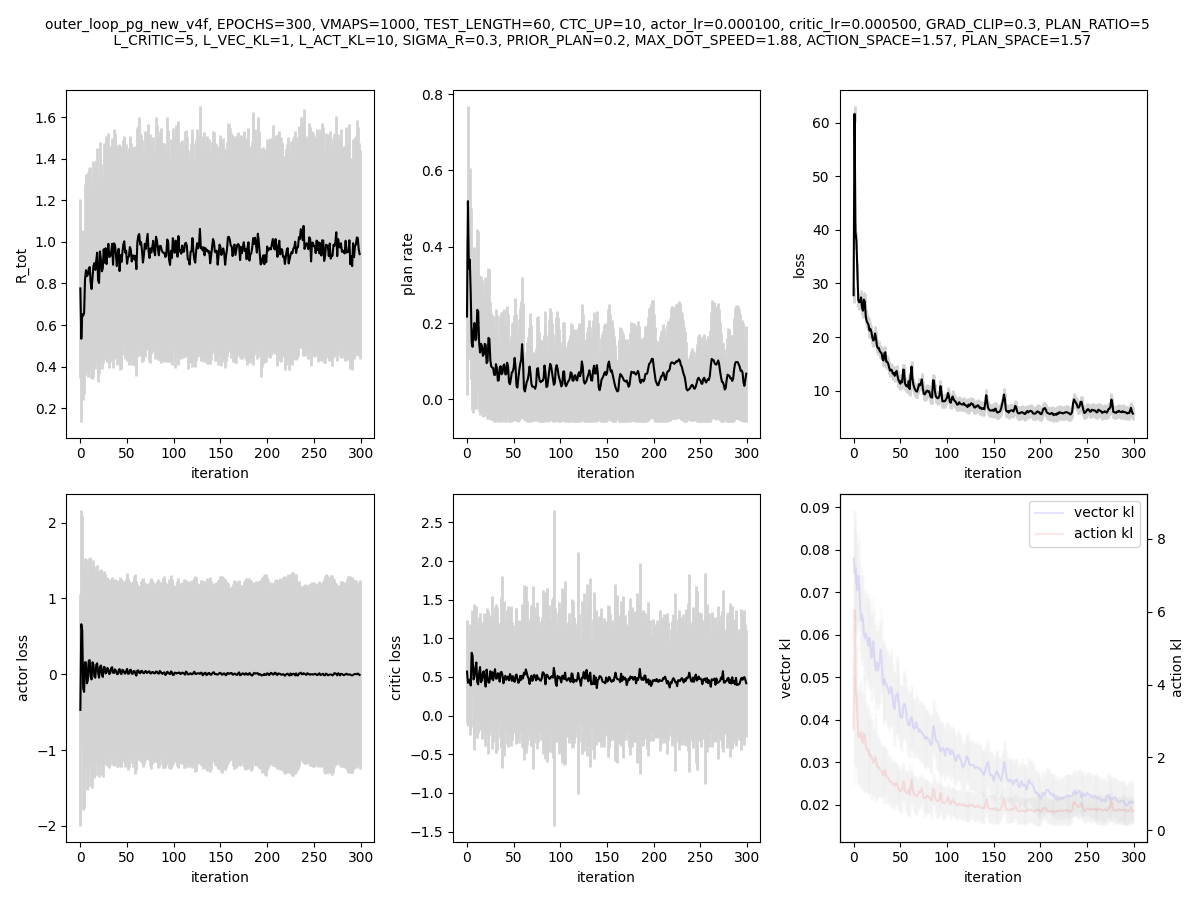 outer_loop_pg_new_v4f, EPOCHS=300, VMAPS=1000, TEST_LENGTH=60, CTC_UP=10, actor_lr=0.000100, critic_lr=0.000500, GRAD_CLIP=0.3, PLAN_RATIO=5
L_CRITIC=5, L_VEC_KL=1, L_ACT_KL=10, SIGMA_R=0.3, PRIOR_PLAN=0.2, MAX_DOT_SPEED=1.88, ACTION_SPACE=1.57, PLAN_SPACE=1.57
R_tot
1.6
1.4
1.2
1.0
0.8
0.6
0.4
0.2
0 50 100 150 200 250 300
iteration
plan rate
0.8
0.6
0.4
0.2
0.0
0 50 100 150 200 250 300
iteration
loss
60
50
40
30
20
10
0 50 100 150 200 250 300
iteration
actor loss
2
1
0
−1
−2
0 50 100 150 200 250 300
iteration
critic loss
2.5
2.0
1.5
1.0
0.5
0.0
−0.5
−1.0
−1.5
0 50 100 150 200 250 300
iteration
vector kl
0.09
0.08
0.07
0.06
0.05
0.04
0.03
0.02
0 50 100 150 200 250 300
iteration
vector kl
action kl
8
6
4
2
0
action kl